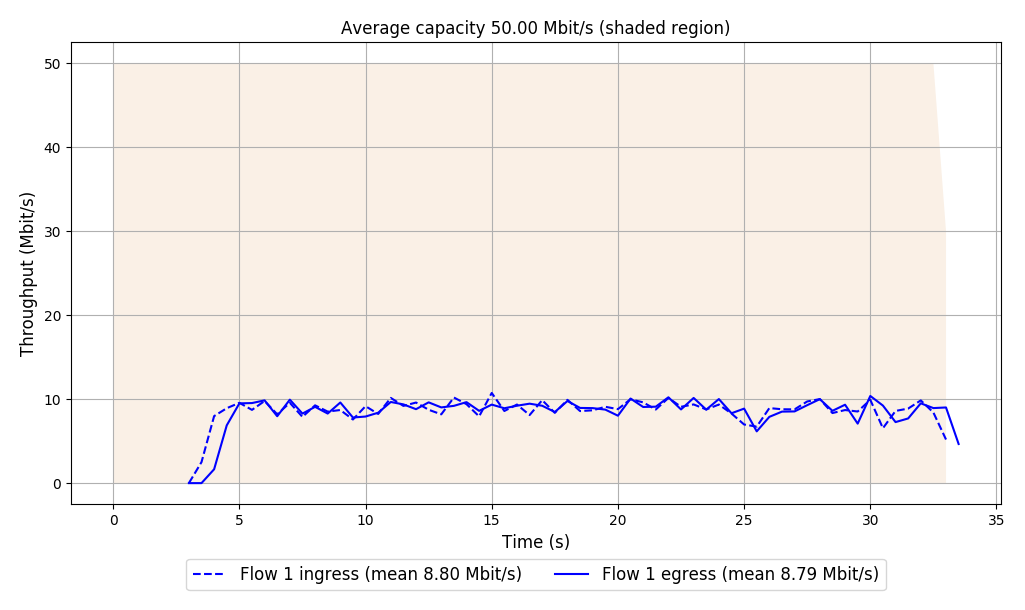 Average capacity 50.00 Mbit/s (shaded region)
Throughput (Mbit/s)
50
40
30
20
10
0
0 5 10 15 20 25 30 35
Time (s)
Flow 1 ingress (mean 8.80 Mbit/s) Flow 1 egress (mean 8.79 Mbit/s)